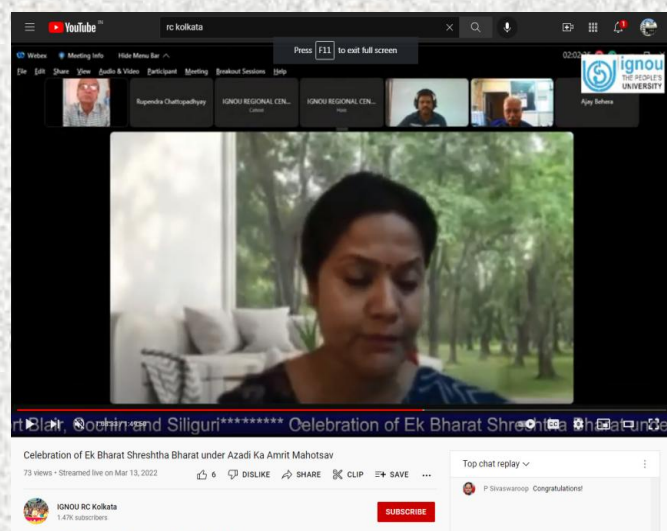 YouTube IN
rc kolkata
Press F11 to exit full screen
Webex Meeting Info Hide Menu Bar
File Edit Share View Audio & Video Participant Meeting Breakout Sessions Help
ignou
THE PEOPLE'S
UNIVERSITY
Rupendra Chattopadhyay
IGNOU REGIONAL CEN...
IGNOU REGIONAL CEN...
Ajay Behera
rt Blair, Cochin and Siliguri********* Celebration of Ek Bharat Shreshtha Bharat unde
Celebration of Ek Bharat Shreshtha Bharat under Azadi Ka Amrit Mahotsav
73 views • Streamed live on Mar 13, 2022
6 DISLIKE SHARE CLIP SAVE ...
IGNOU RC Kolkata
1.47K subscribers
SUBSCRIBE
Top chat replay
P Sivaswaroop Congratulations!